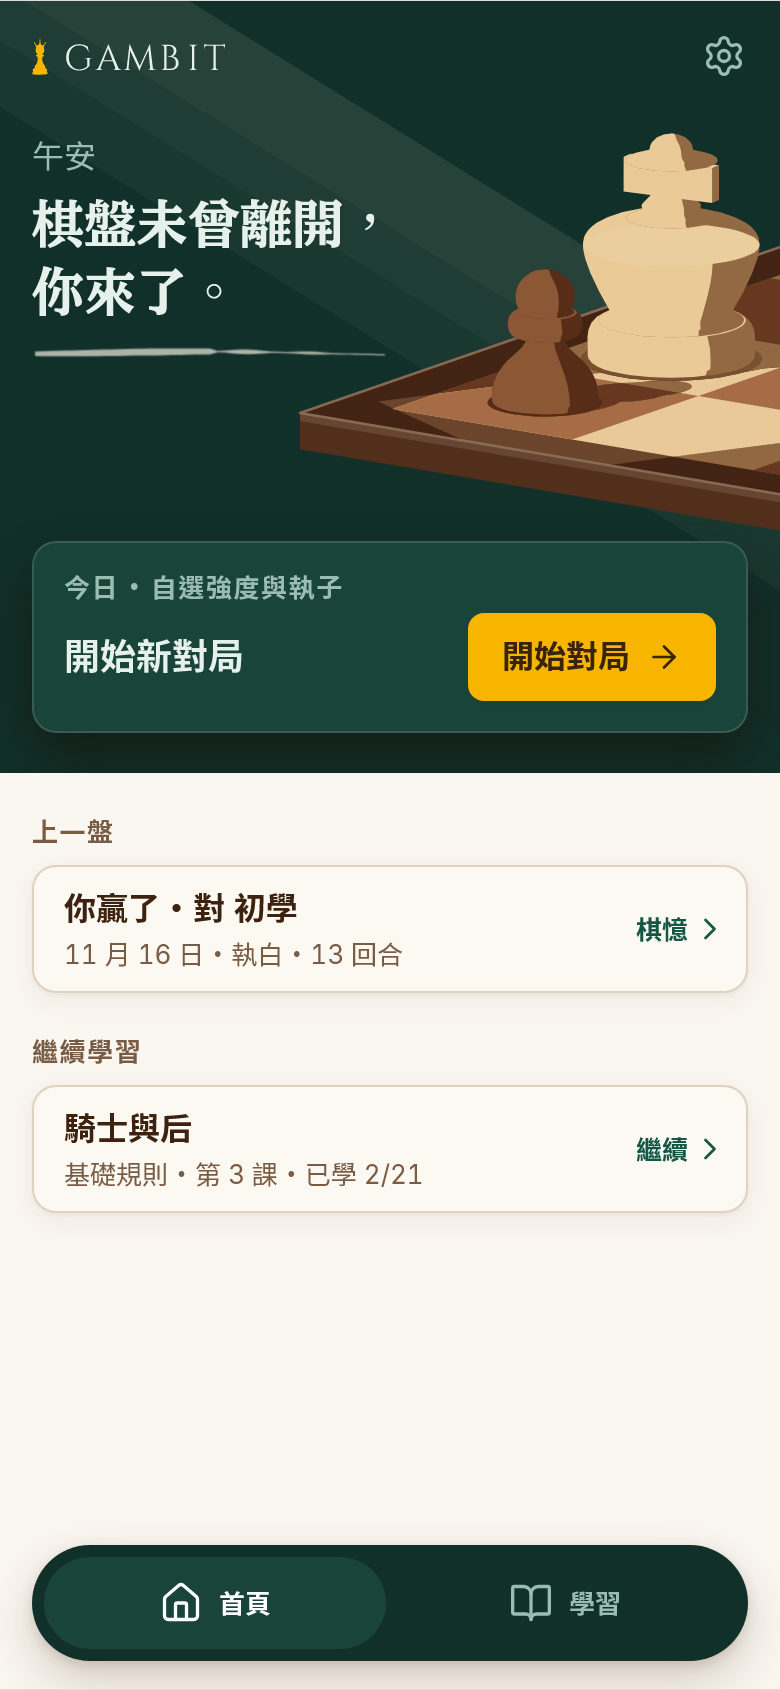 GAMBIT
午安
棋盤未曾離開，
你來了。
今日・自選強度與執子
開始新對局
開始對局 →
上一盤
你贏了・對 初學
11 月 16 日・執白・13 回合
棋憶
繼續學習
騎士與后
基礎規則・第 3 課・已學 2/21
繼續
首頁
學習